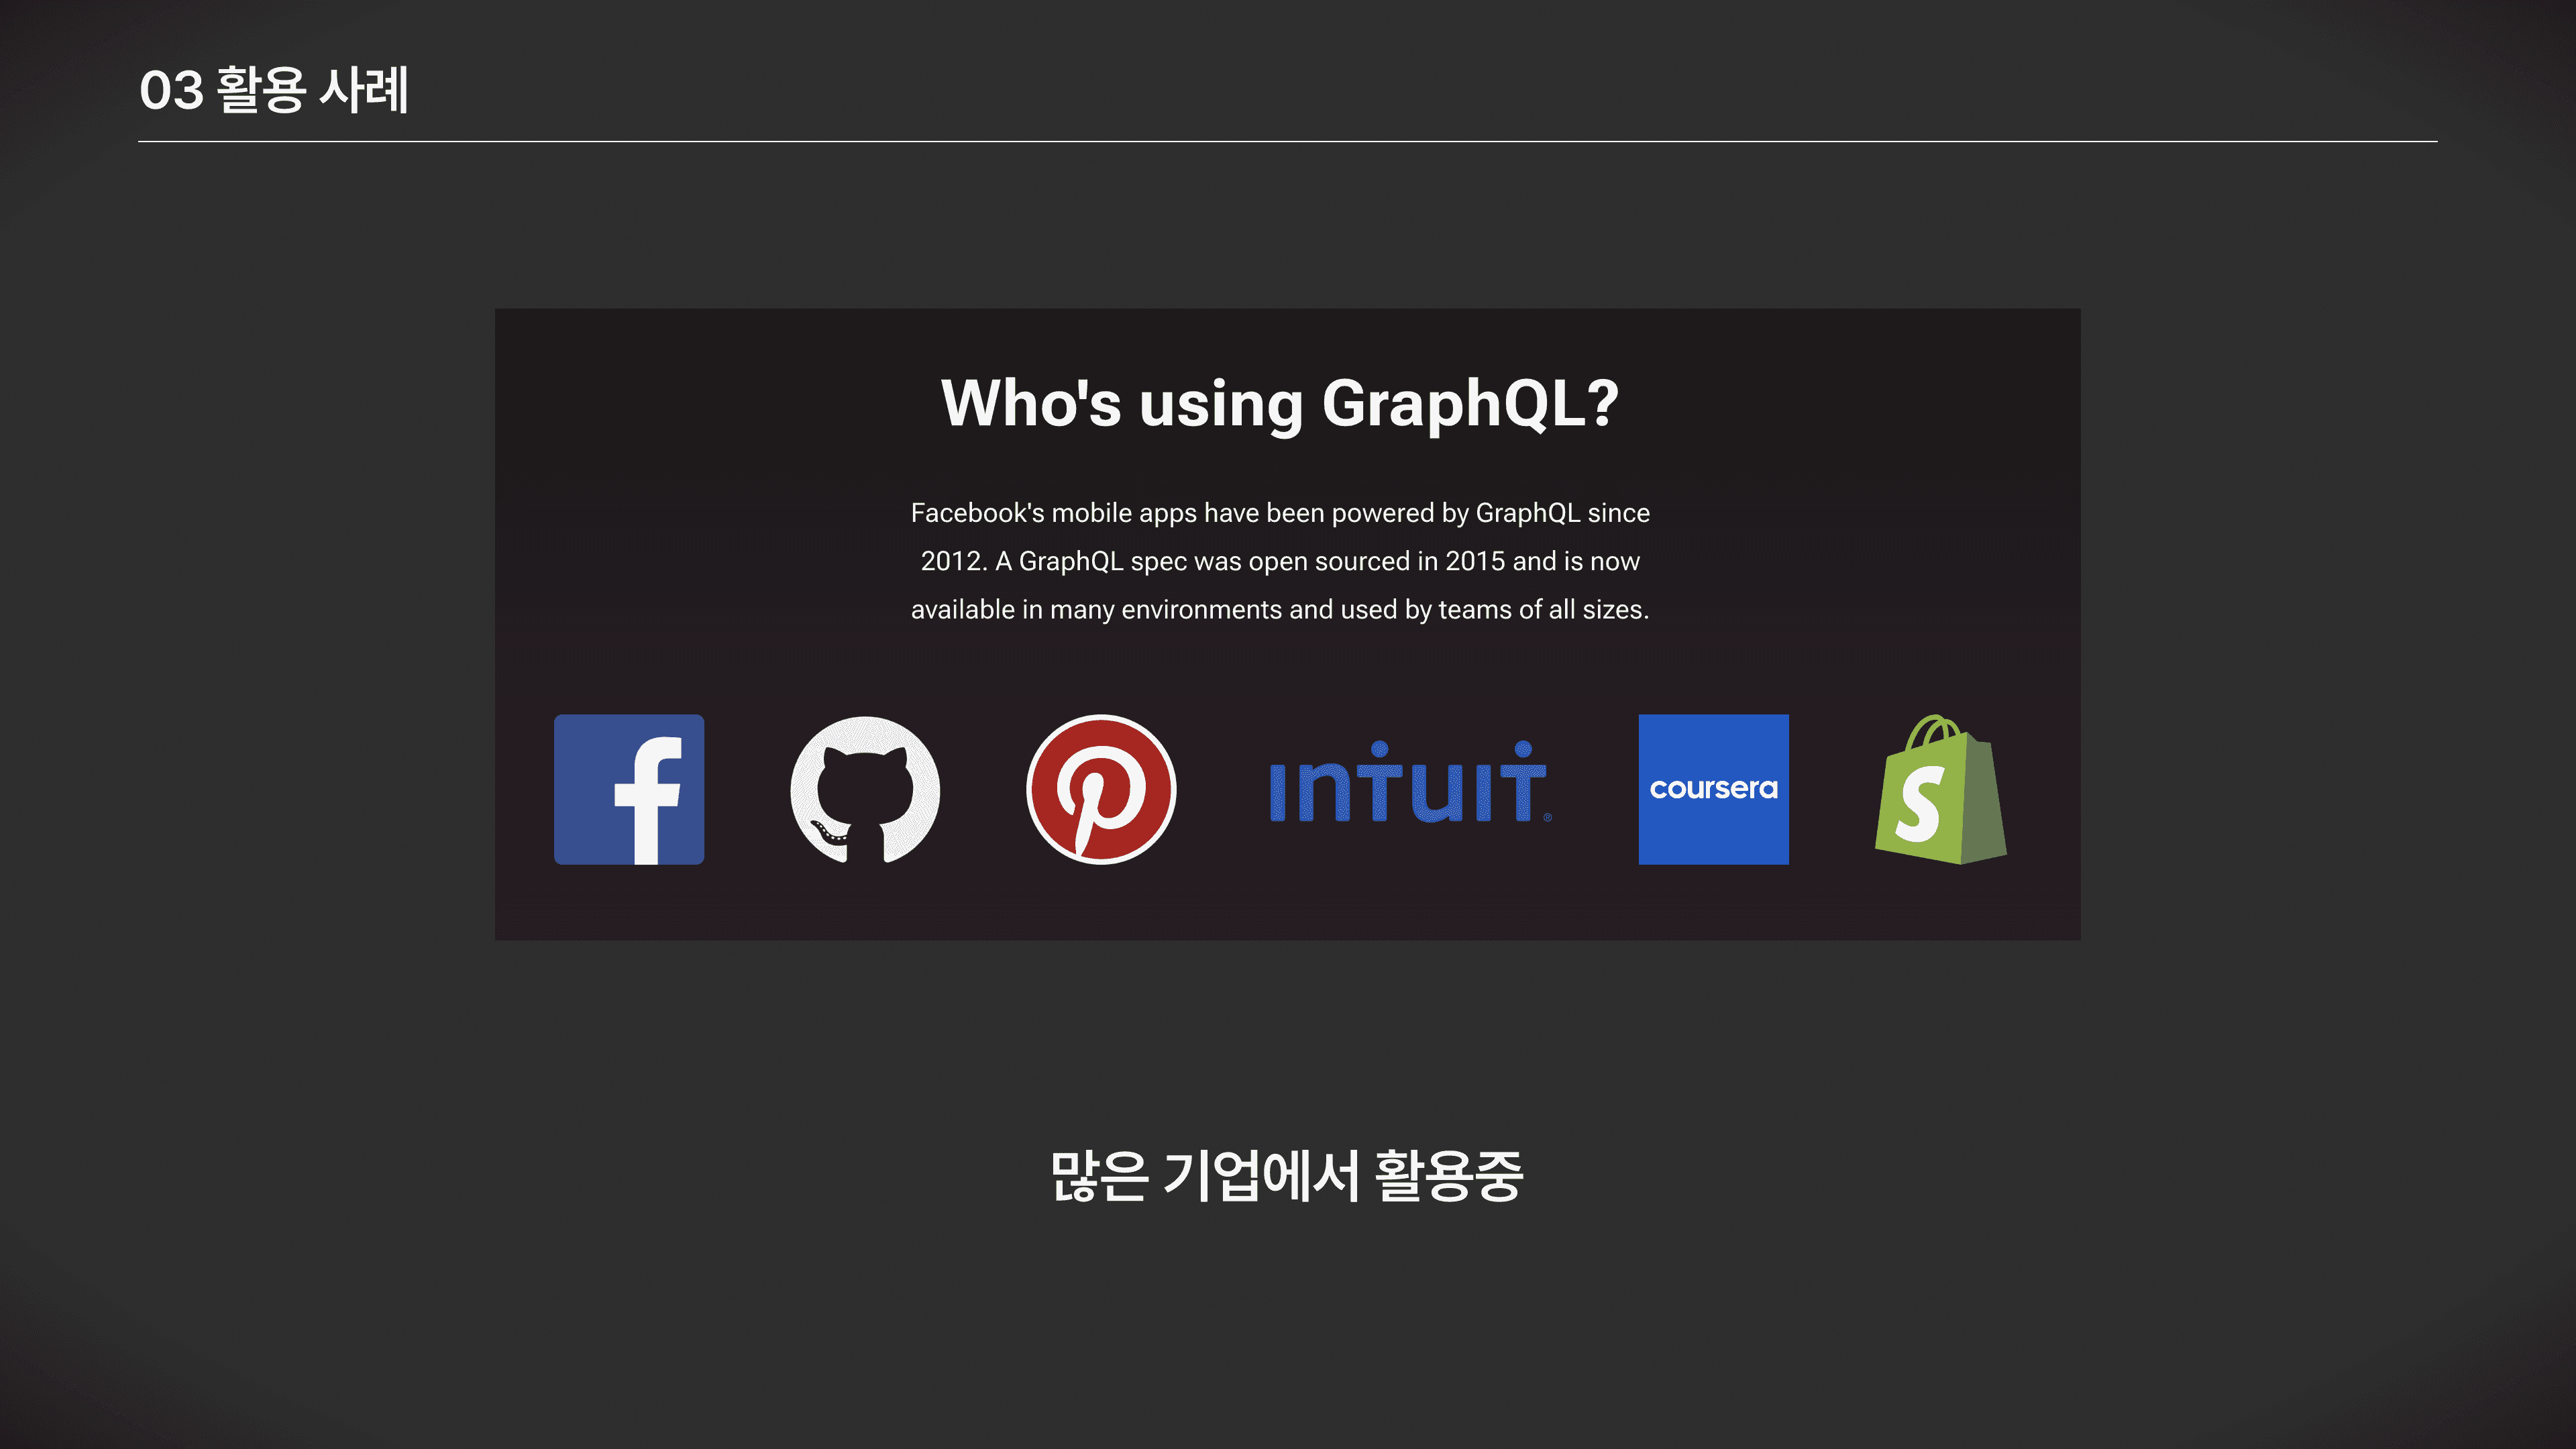 03 활용 사례
Who's using GraphQL?
Facebook's mobile apps have been powered by GraphQL since
2012. A GraphQL spec was open sourced in 2015 and is now
available in many environments and used by teams of all sizes.
intuit®
coursera
많은 기업에서 활용중